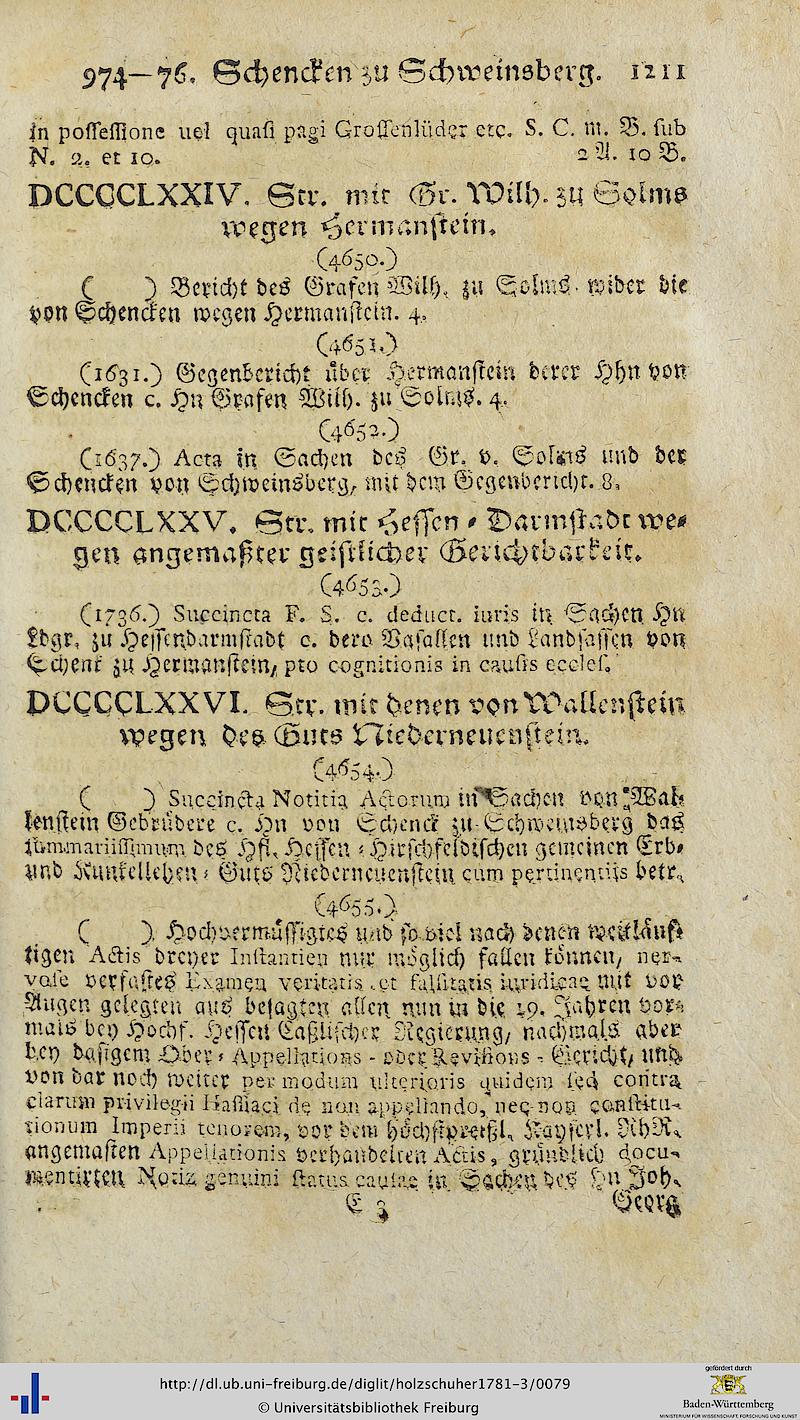 974—76. Schencken zu Schweinsberg. 1211
in possessione uel quasi pagi Grossenlüder etc. S. C. m. B. sub
N. 2. et 10. 2 A. 10 B.
DCCCCLXXIV. Str. mit Gr. Wilh. zu Solms
wegen Hermanstein.
(4650.)
( ) Bericht des Grafen Wilh. zu Solms wider die
von Schencken wegen Hermanstein. 4.
(4651.)
(1631.) Gegenbericht über Hermanstein derer Hhn von
Schencken c. Hn Grafen Wilh. zu Solms. 4.
(4652.)
(1637.) Acta in Sachen des Gr. v. Solms und der
Schencken von Schweinsberg, mit dem Gegenbericht. 8.
DCCCCLXXV. Str. mit Hessen-Darmstadt we-
gen angemaßter geistlicher Gerichtbarkeit.
(4653.)
(1736.) Succincta F. S. c. deduct. iuris in Sachen Hn
Lbgr. zu Hessendarmstadt c. dero Vasallen und Landsassen von
Schenk zu Hermanstein, pto cognitionis in causis eccles.
DCCCCLXXVI. Str. mit denen von Wallenstein
wegen des Guts Niederneuenstein.
(4654.)
( ) Succincta Notitia Actorum in Sachen von Wal-
lenstein Gebrüdere c. Hn von Schenck zu Schweinsberg das
summariissimum des Hfl. Hessen-Hirschfeldischen gemeinen Erb-
und Kunkellehen-Guts Niederneuenstein cum pertinentiis betr.
(4655.)
( ) Hochvermüssigtes und so viel nach denen weitläuf-
tigen Actis dreyer Instantien nur möglich fallen können, ner-
vose verfastes Examen veritatis et falsitatis iuridicae mit vor
Augen gelegten aus besagten allen nun in die 19. Jahren vor-
mals bey Hochf. Hessen Caßlischer Regierung, nachmals aber
bey dasigem Ober-Appellations- oder Revisions-Gericht, und
von dar noch weiter per modum ulterioris quidem sed contra
clarum privilegii Hassiaci de non appellando, nec non constitu-
tionum Imperii tenorem, vor dem höchstpreißl. Kayserl. RhR.
angemasten Appellationis verhandelten Actis, gründlich docu-
mentirten Notiz genuini status causae in Sachen des Hn Joh.
E 3 Georg
http://dl.ub.uni-freiburg.de/diglit/holzschuher1781-3/0079
© Universitätsbibliothek Freiburg
gefördert durch
Baden-Württemberg
MINISTERIUM FÜR WISSENSCHAFT, FORSCHUNG UND KUNST